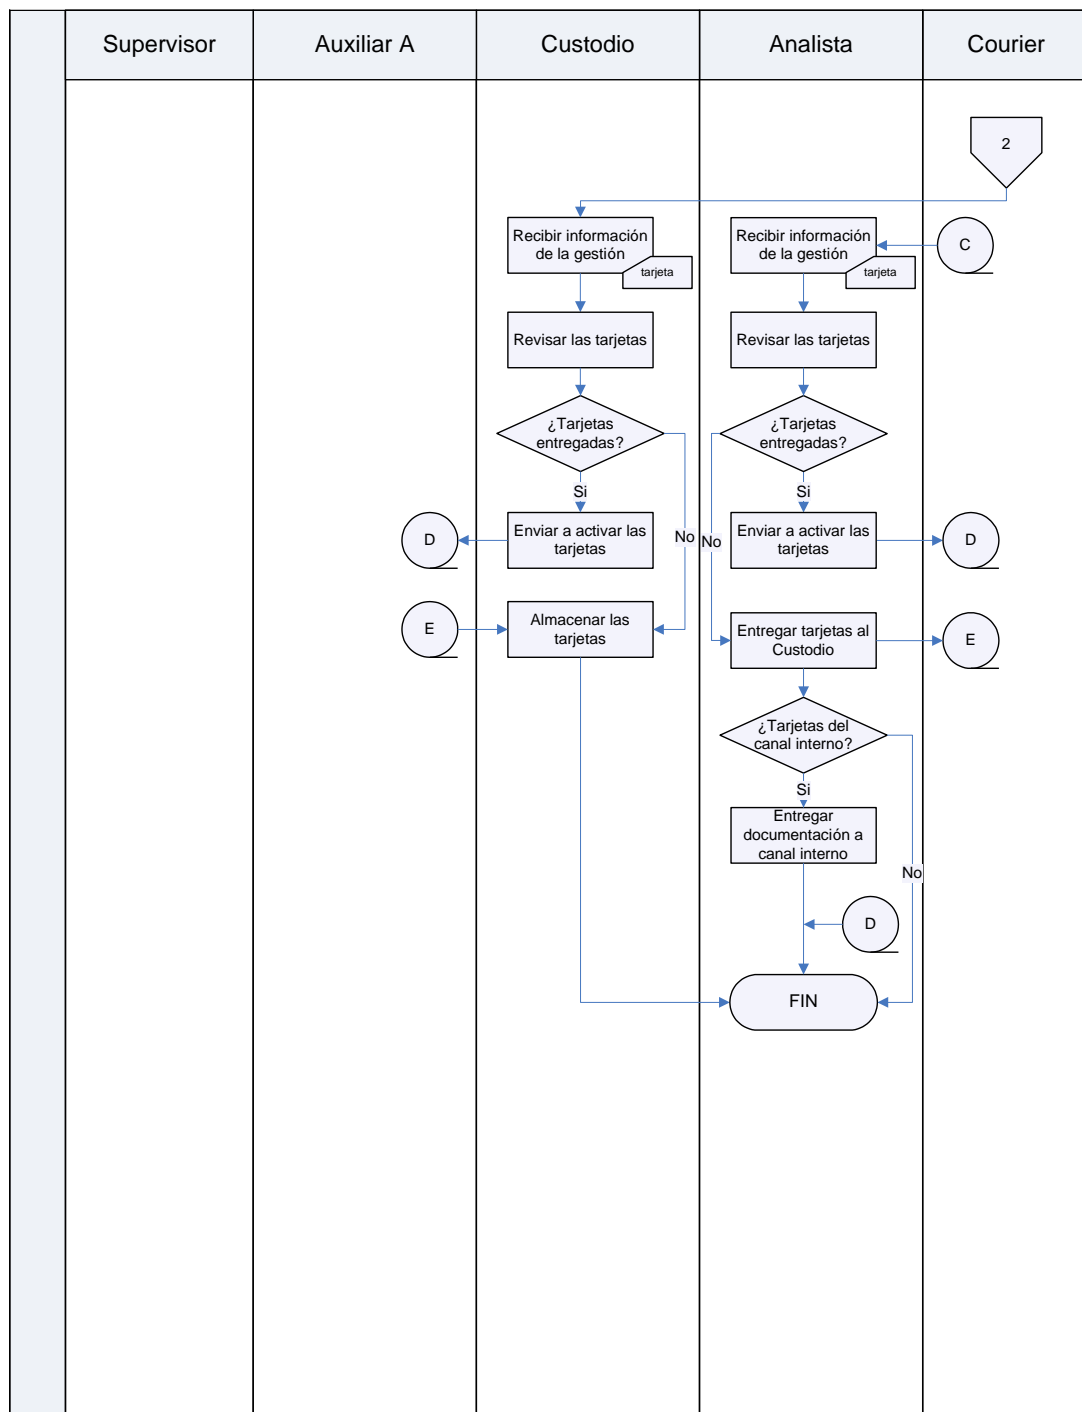 Supervisor
Auxiliar A
Custodio
Analista
Courier
2
Recibir información
de la gestión
tarjeta
Recibir información
de la gestión
tarjeta
C
Revisar las tarjetas
Revisar las tarjetas
¿Tarjetas
entregadas?
¿Tarjetas
entregadas?
Si
Si
D
Enviar a activar las
tarjetas
No
No
Enviar a activar las
tarjetas
D
E
Almacenar las
tarjetas
Entregar tarjetas al
Custodio
E
¿Tarjetas del
canal interno?
Si
Entregar
documentación a
canal interno
No
D
FIN